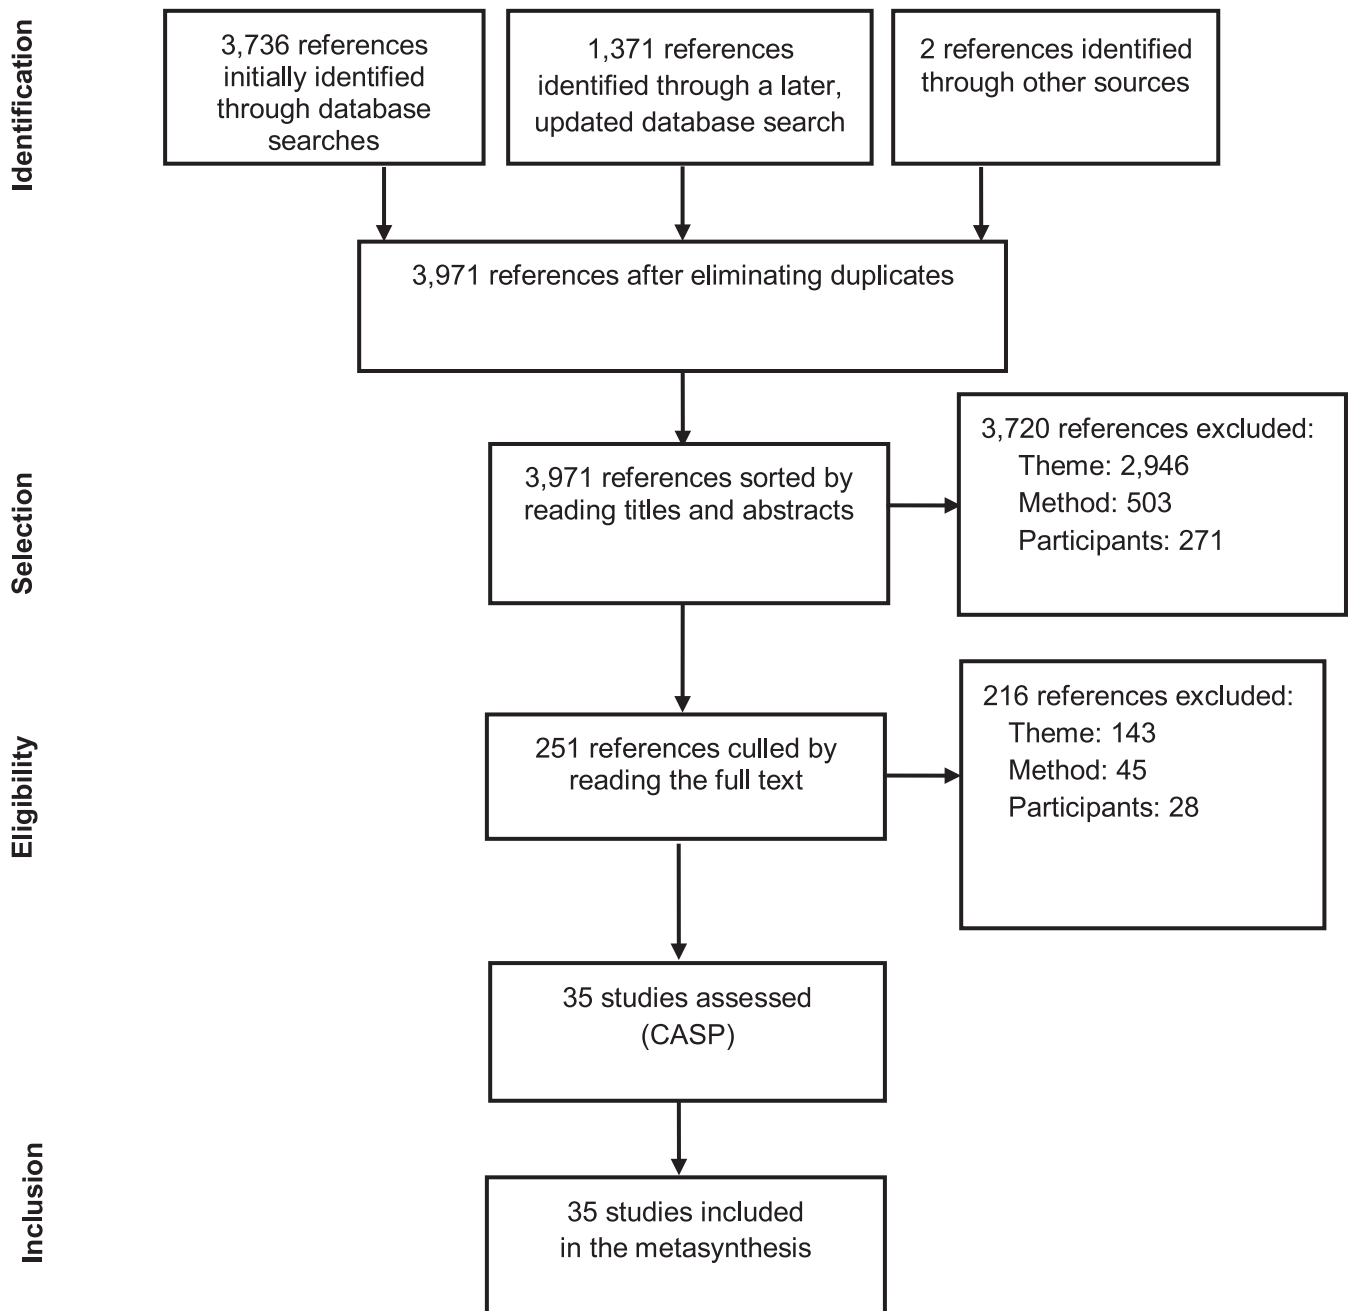 Identification
3,736 references
initially identified
through database
searches
1,371 references
identified through a later,
updated database search
2 references identified
through other sources
3,971 references after eliminating duplicates
Selection
3,971 references sorted by
reading titles and abstracts
3,720 references excluded:
Theme: 2,946
Method: 503
Participants: 271
Eligibility
251 references culled by
reading the full text
216 references excluded:
Theme: 143
Method: 45
Participants: 28
35 studies assessed
(CASP)
Inclusion
35 studies included
in the metasynthesis